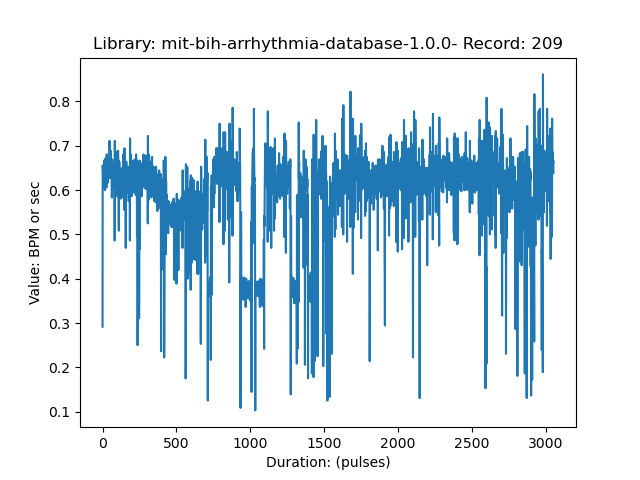 Library: mit-bih-arrhythmia-database-1.0.0- Record: 209
Value: BPM or sec
0.8
0.7
0.6
0.5
0.4
0.3
0.2
0.1
0 500 1000 1500 2000 2500 3000
Duration: (pulses)